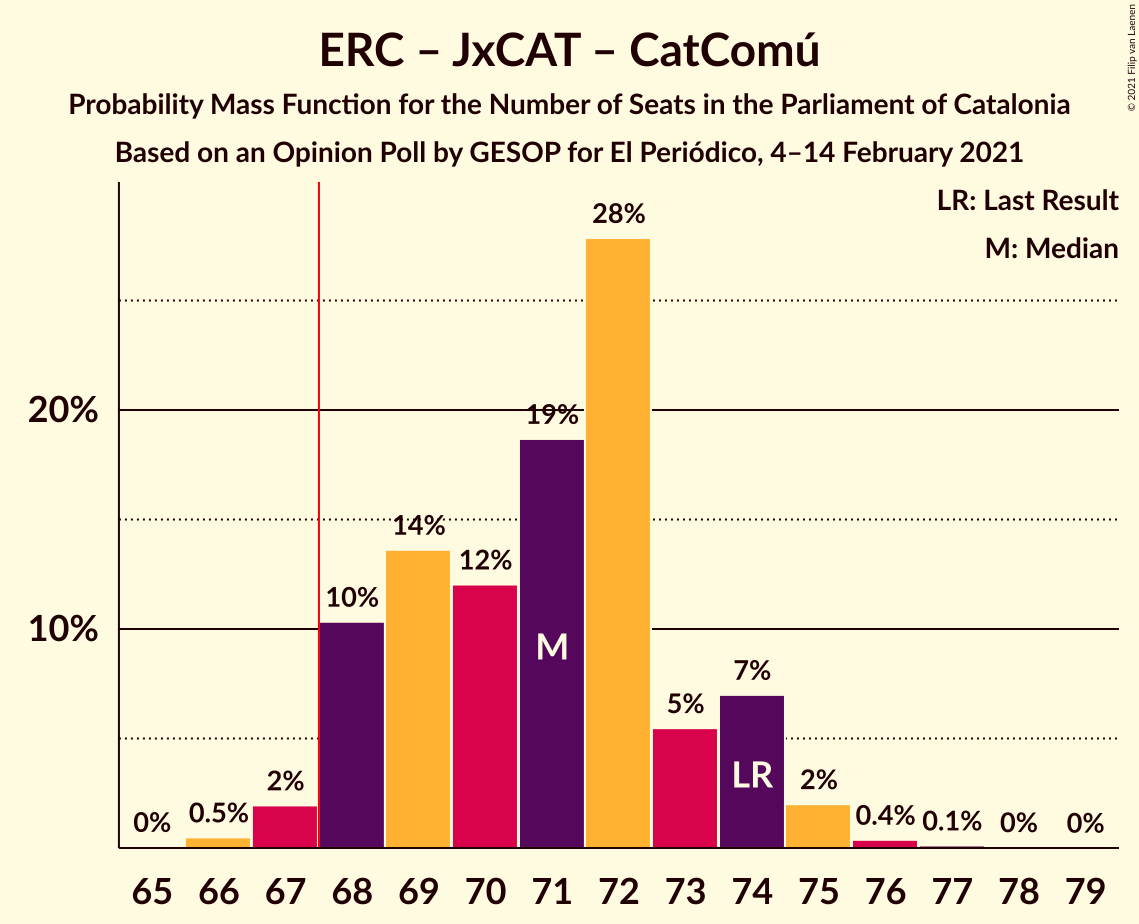 ERC – JxCAT – CatComú
Probability Mass Function for the Number of Seats in the Parliament of Catalonia
Based on an Opinion Poll by GESOP for El Periódico, 4–14 February 2021
© 2021 Filip van Laenen
LR: Last Result
M: Median
28%
20%
19%
14%
12%
10%
10%
M
7%
5%
LR
2%
2%
0%
0.5%
0.4%
0.1%
0%
0%
65 66 67 68 69 70 71 72 73 74 75 76 77 78 79